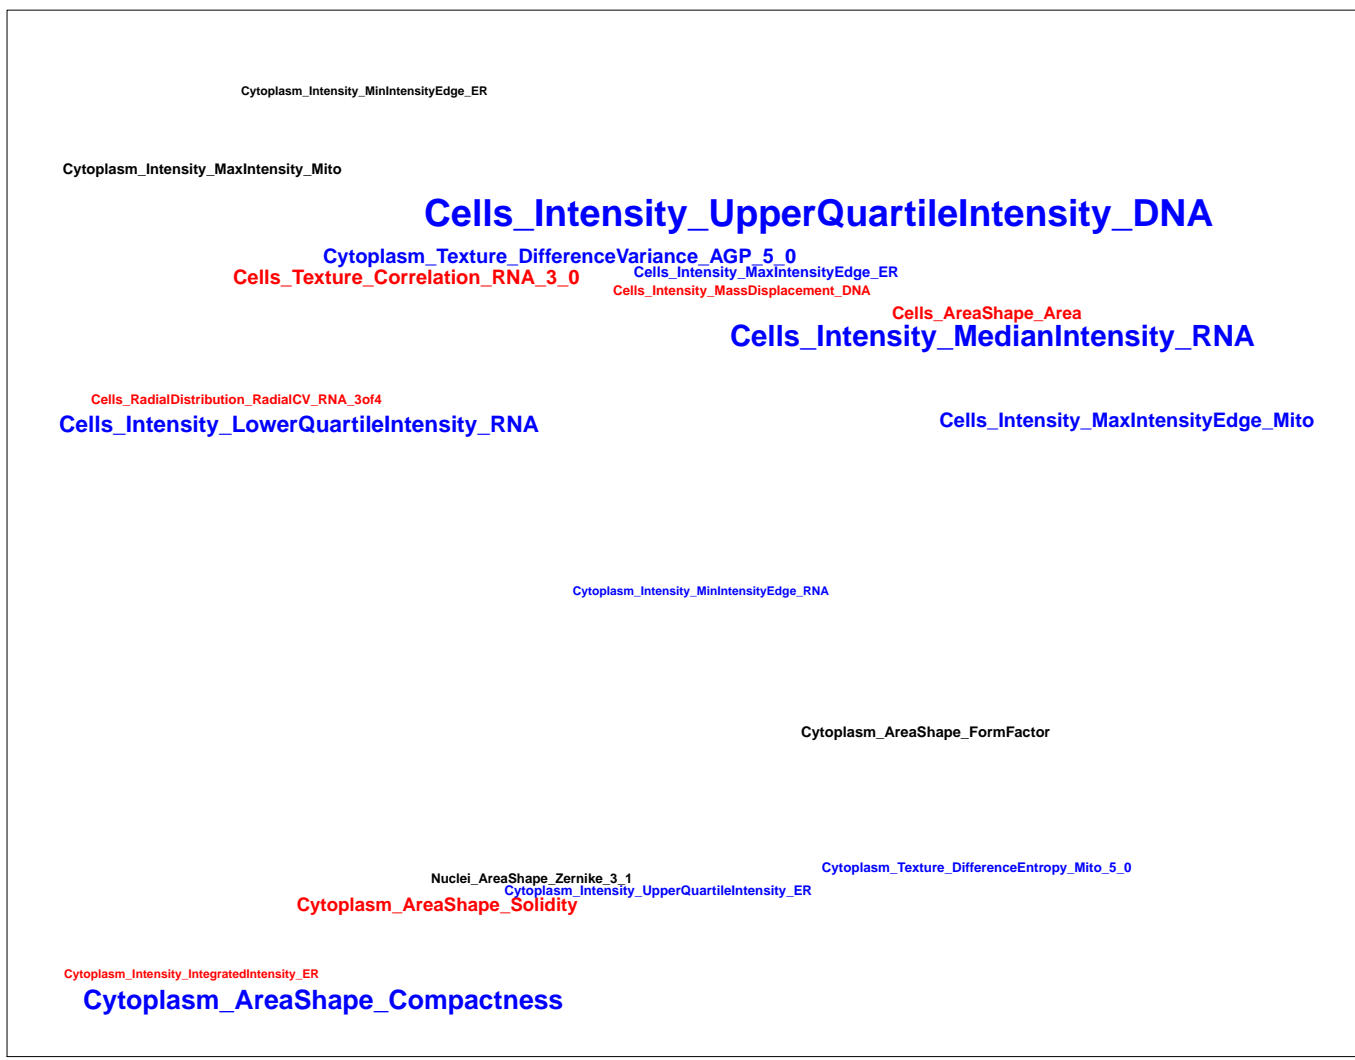 Cytoplasm_Intensity_MinIntensityEdge_ER
Cytoplasm_Intensity_MaxIntensity_Mito
Cells_Intensity_UpperQuartileIntensity_DNA
Cytoplasm_Texture_DifferenceVariance_AGP_5_0
Cells_Intensity_MaxIntensityEdge_ER
Cells_Texture_Correlation_RNA_3_0
Cells_Intensity_MassDisplacement_DNA
Cells_AreaShape_Area
Cells_Intensity_MedianIntensity_RNA
Cells_RadialDistribution_RadialCV_RNA_3of4
Cells_Intensity_LowerQuartileIntensity_RNA
Cells_Intensity_MaxIntensityEdge_Mito
Cytoplasm_Intensity_MinIntensityEdge_RNA
Cytoplasm_AreaShape_FormFactor
Cytoplasm_Texture_DifferenceEntropy_Mito_5_0
Nuclei_AreaShape_Zernike_3_1
Cytoplasm_Intensity_UpperQuartileIntensity_ER
Cytoplasm_AreaShape_Solidity
Cytoplasm_Intensity_IntegratedIntensity_ER
Cytoplasm_AreaShape_Compactness